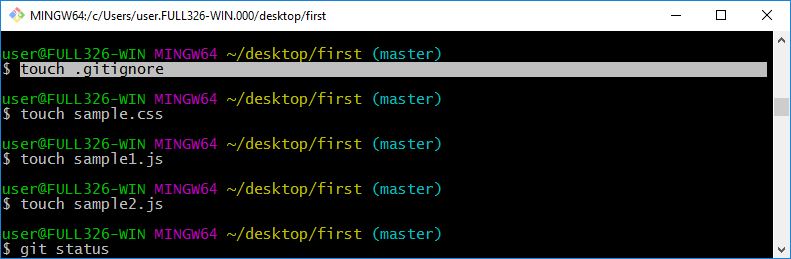 MINGW64:/c/Users/user.FULL326-WIN.000/desktop/first
user@FULL326-WIN MINGW64 ~/desktop/first (master)
$ touch .gitignore
user@FULL326-WIN MINGW64 ~/desktop/first (master)
$ touch sample.css
user@FULL326-WIN MINGW64 ~/desktop/first (master)
$ touch sample1.js
user@FULL326-WIN MINGW64 ~/desktop/first (master)
$ touch sample2.js
user@FULL326-WIN MINGW64 ~/desktop/first (master)
$ git status